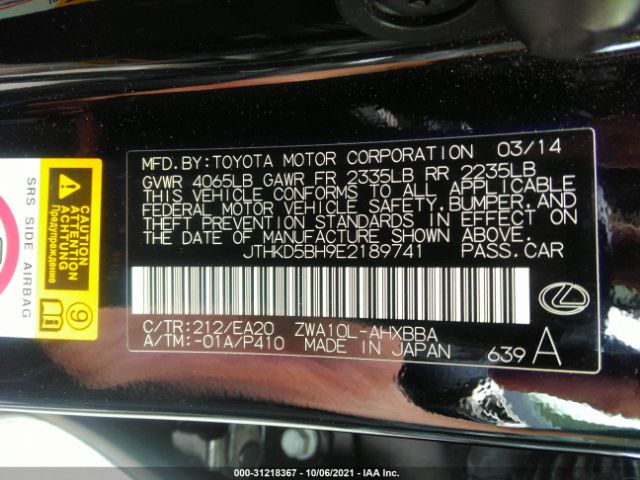 MFD. BY: TOYOTA MOTOR CORPORATION 03/14
GVWR 4065LB GAWR FR 2335LB RR 2235LB
THIS VEHICLE CONFORMS TO ALL APPLICABLE
FEDERAL MOTOR VEHICLE SAFETY, BUMPER, AND
THEFT PREVENTION STANDARDS IN EFFECT ON
THE DATE OF MANUFACTURE SHOWN ABOVE.
JTHKD5BH9E2189741 PASS.CAR
C/TR:212/EA20 ZWA10L-AHXBBA
A/TM:-01A/P410 MADE IN JAPAN 639 A
SRS SIDE AIRBAG
ATTENTION
ACHTUNG
Предупреждение
9
000-31218367 - 10/06/2021 - IAA Inc.